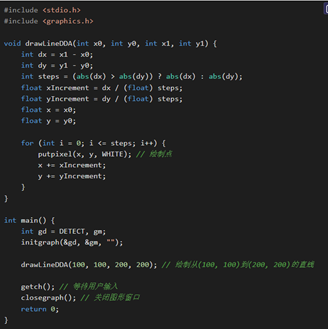 #include <stdio.h>
#include <graphics.h>

void drawLineDDA(int x0, int y0, int x1, int y1) {
    int dx = x1 - x0;
    int dy = y1 - y0;
    int steps = (abs(dx) > abs(dy)) ? abs(dx) : abs(dy);
    float xIncrement = dx / (float) steps;
    float yIncrement = dy / (float) steps;
    float x = x0;
    float y = y0;

    for (int i = 0; i <= steps; i++) {
        putpixel(x, y, WHITE); // 绘制点
        x += xIncrement;
        y += yIncrement;
    }
}

int main() {
    int gd = DETECT, gm;
    initgraph(&gd, &gm, "");

    drawLineDDA(100, 100, 200, 200); // 绘制从(100, 100)到(200, 200)的直线

    getch(); // 等待用户输入
    closegraph(); // 关闭图形窗口
    return 0;
}